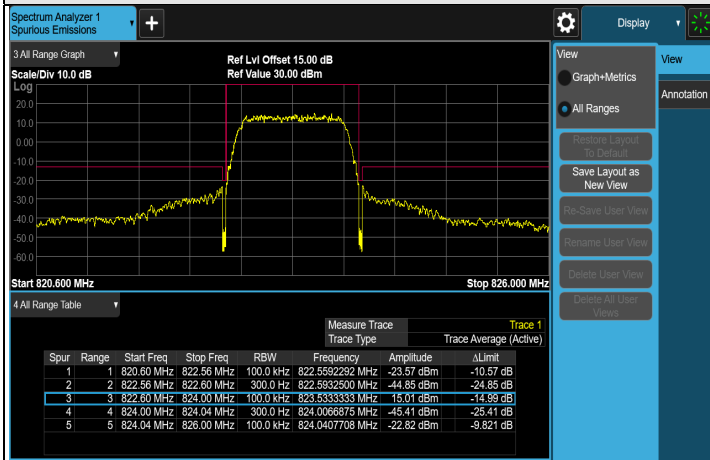 Spectrum Analyzer 1
Spurious Emissions
+
Display
3 All Range Graph
Ref Lvl Offset 15.00 dB
Scale/Div 10.0 dB
Ref Value 30.00 dBm
Log
20.0
10.0
0.00
-10.0
-20.0
-30.0
-40.0
-50.0
-60.0
Start 820.600 MHz
Stop 826.000 MHz
4 All Range Table
Measure Trace Trace 1
Trace Type Trace Average (Active)
Spur Range Start Freq Stop Freq RBW Frequency Amplitude ΔLimit
1 1 820.60 MHz 822.56 MHz 100.0 kHz 822.5592292 MHz -23.57 dBm -10.57 dB
2 2 822.56 MHz 822.60 MHz 300.0 Hz 822.5932500 MHz -44.85 dBm -24.85 dB
3 3 822.60 MHz 824.00 MHz 100.0 kHz 823.5333333 MHz 15.01 dBm -14.99 dB
4 4 824.00 MHz 824.04 MHz 300.0 Hz 824.0066875 MHz -45.41 dBm -25.41 dB
5 5 824.04 MHz 826.00 MHz 100.0 kHz 824.0407708 MHz -22.82 dBm -9.821 dB
View
Graph+Metrics
All Ranges
Restore Layout
To Default
Save Layout as
New View
Re-Save User View
Rename User View
Delete User View
Delete All User
Views
View
Annotation